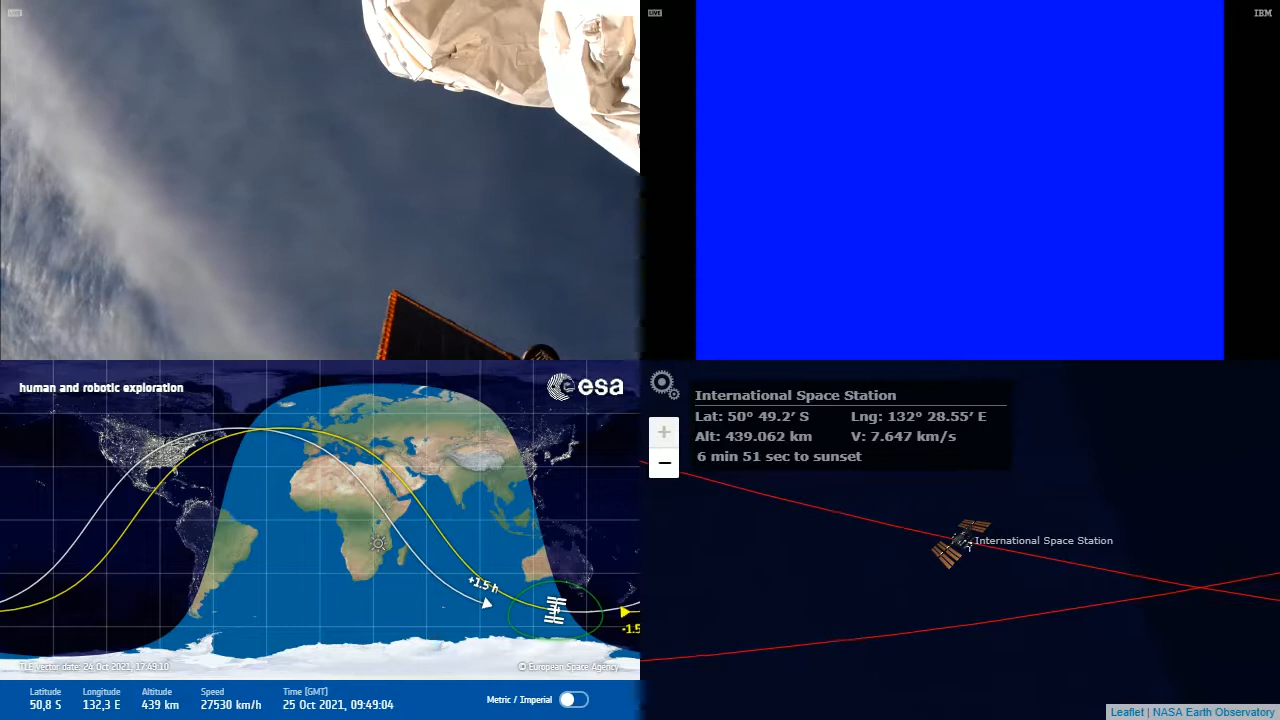 LIVE
LIVE
IBM
human and robotic exploration
esa
+1.5 h
-1.5
TLE vector date: 24 Oct 2021, 17:49:10
© European Space Agency
Latitude
50,8 S
Longitude
132,3 E
Altitude
439 km
Speed
27530 km/h
Time [GMT]
25 Oct 2021, 09:49:04
Metric / Imperial
International Space Station
Lat: 50° 49.2′ S Lng: 132° 28.55′ E
Alt: 439.062 km V: 7.647 km/s
6 min 51 sec to sunset
+
−
International Space Station
Leaflet | NASA Earth Observatory